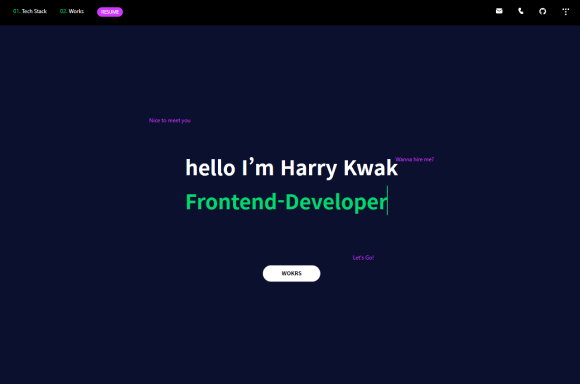 01. Tech Stack
02. Works
RESUME
Nice to meet you
Wanna hire me?
hello I’m Harry Kwak
Frontend-Developer
Let's Go!
WOKRS